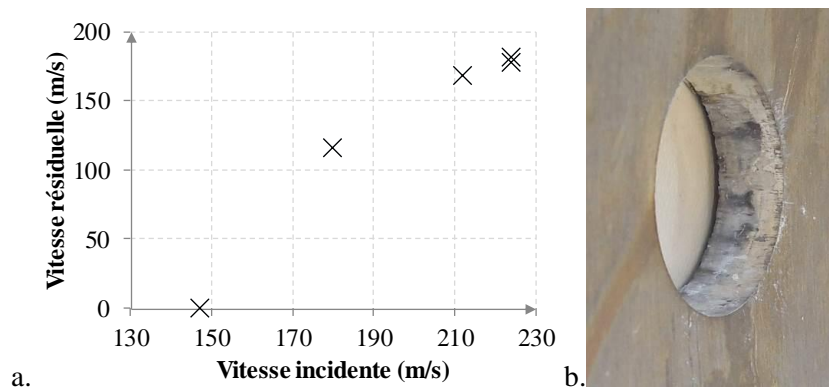 200
150
100
50
0
Vitesse résiduelle (m/s)
130 150 170 190 210 230
Vitesse incidente (m/s)
a.
b.